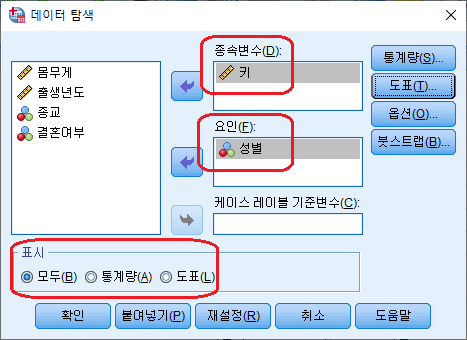 데이터 탐색
몸무게
출생년도
종교
결혼여부
종속변수(D):
키
요인(F):
성별
케이스 레이블 기준변수(C):
통계량(S)...
도표(T)...
옵션(O)...
붓스트랩(B)...
표시
모두(B) 통계량(A) 도표(L)
확인 붙여넣기(P) 재설정(R) 취소 도움말